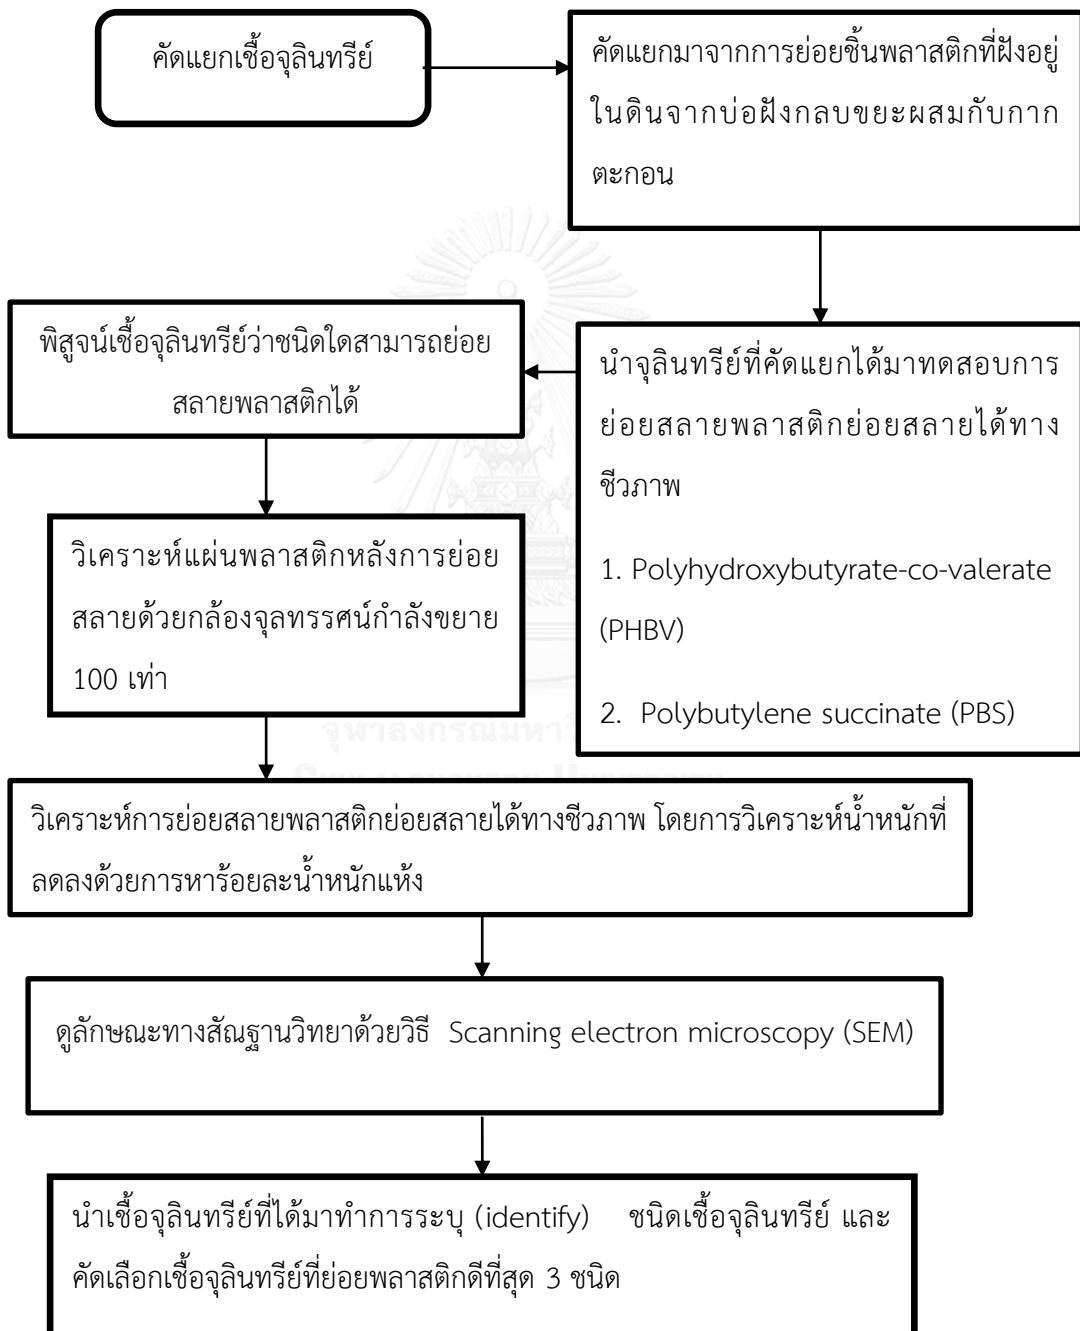 คัดแยกเชื้อจุลินทรีย์
คัดแยกมาจากการย่อยชิ้นพลาสติกที่ฝังอยู่
ในดินจากบ่อฝังกลบขยะผสมกับกาก
ตะกอน
นำจุลินทรีย์ที่คัดแยกได้มาทดสอบการ
ย่อยสลายพลาสติกย่อยสลายได้ทาง
ชีวภาพ
1. Polyhydroxybutyrate-co-valerate
(PHBV)
2. Polybutylene succinate (PBS)
พิสูจน์เชื้อจุลินทรีย์ว่าชนิดใดสามารถย่อย
สลายพลาสติกได้
วิเคราะห์แผ่นพลาสติกหลังการย่อย
สลายด้วยกล้องจุลทรรศน์กำลังขยาย
100 เท่า
วิเคราะห์การย่อยสลายพลาสติกย่อยสลายได้ทางชีวภาพ โดยการวิเคราะห์น้ำหนักที่
ลดลงด้วยการหาร้อยละน้ำหนักแห้ง
ดูลักษณะทางสัณฐานวิทยาด้วยวิธี Scanning electron microscopy (SEM)
นำเชื้อจุลินทรีย์ที่ได้มาทำการระบุ (identify) ชนิดเชื้อจุลินทรีย์ และ
คัดเลือกเชื้อจุลินทรีย์ที่ย่อยพลาสติกดีที่สุด 3 ชนิด